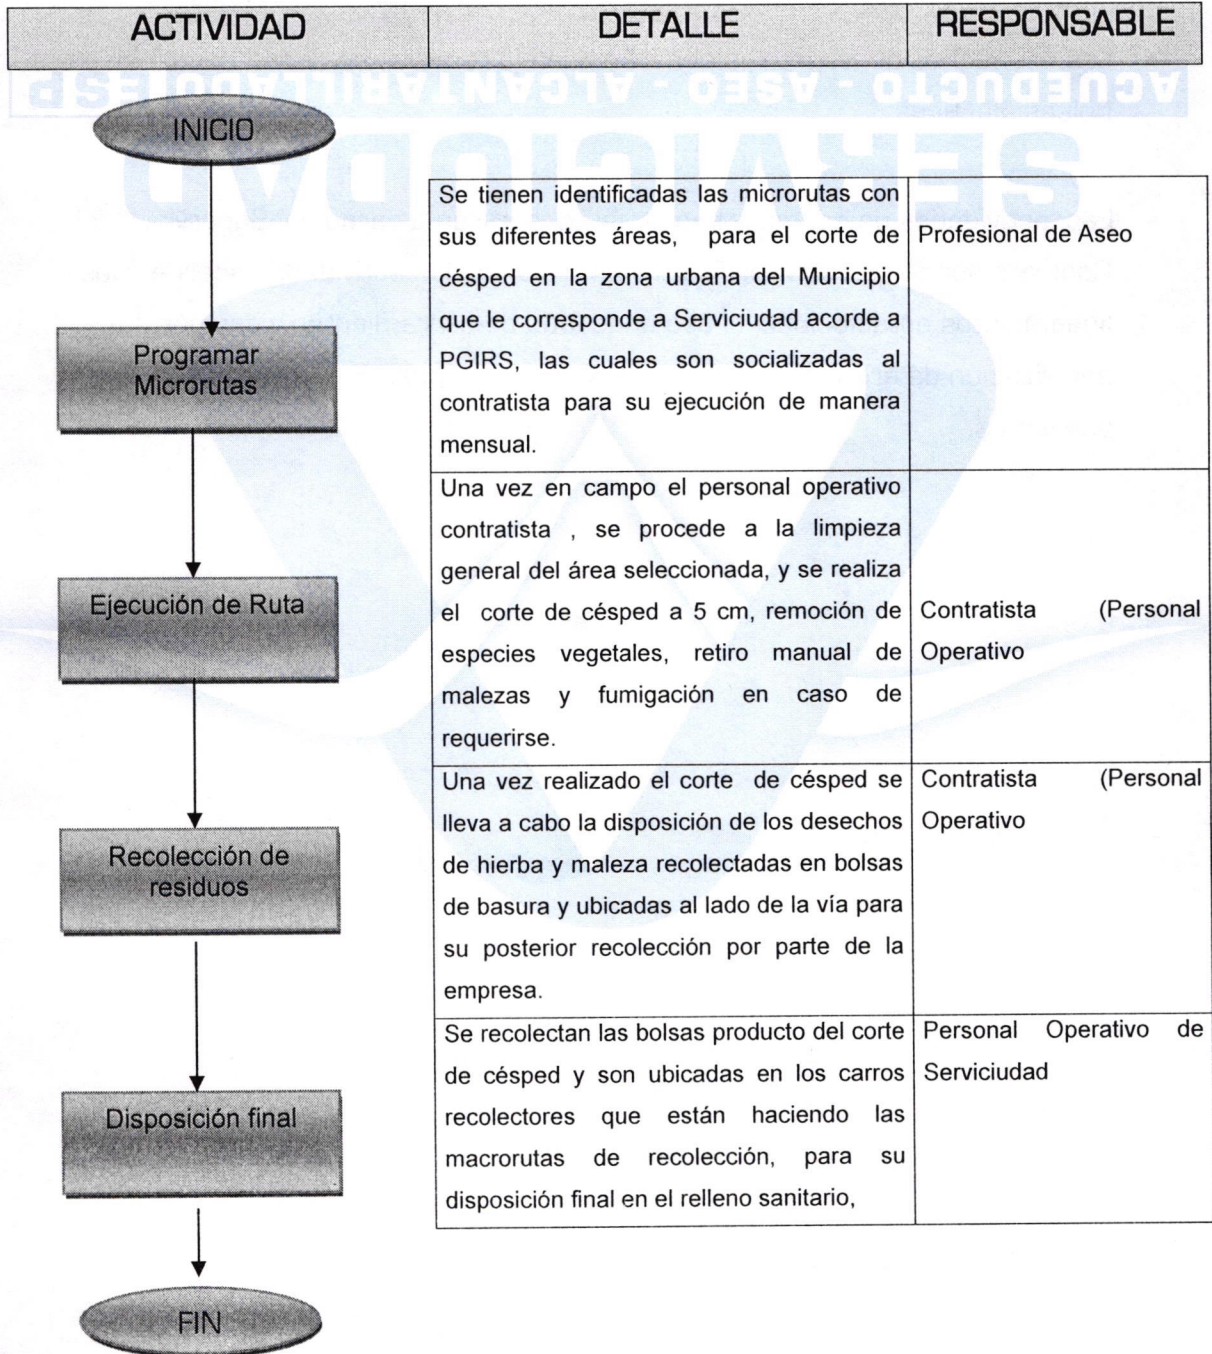 ACTIVIDAD DETALLE RESPONSABLE
ACUEDUCTO - ASEO - ALCANTARILLADO ESP
SERVICIUDAD
INICIO
Programar
Microrutas
Se tienen identificadas las microrutas con
sus diferentes áreas, para el corte de
césped en la zona urbana del Municipio
que le corresponde a Serviciudad acorde a
PGIRS, las cuales son socializadas al
contratista para su ejecución de manera
mensual.
Profesional de Aseo
Ejecución de Ruta
Una vez en campo el personal operativo
contratista , se procede a la limpieza
general del área seleccionada, y se realiza
el corte de césped a 5 cm, remoción de
especies vegetales, retiro manual de
malezas y fumigación en caso de
requerirse.
Contratista (Personal
Operativo
Recolección de
residuos
Una vez realizado el corte de césped se
lleva a cabo la disposición de los desechos
de hierba y maleza recolectadas en bolsas
de basura y ubicadas al lado de la vía para
su posterior recolección por parte de la
empresa.
Contratista (Personal
Operativo
Disposición final
Se recolectan las bolsas producto del corte
de césped y son ubicadas en los carros
recolectores que están haciendo las
macrorutas de recolección, para su
disposición final en el relleno sanitario,
Personal Operativo de
Serviciudad
FIN